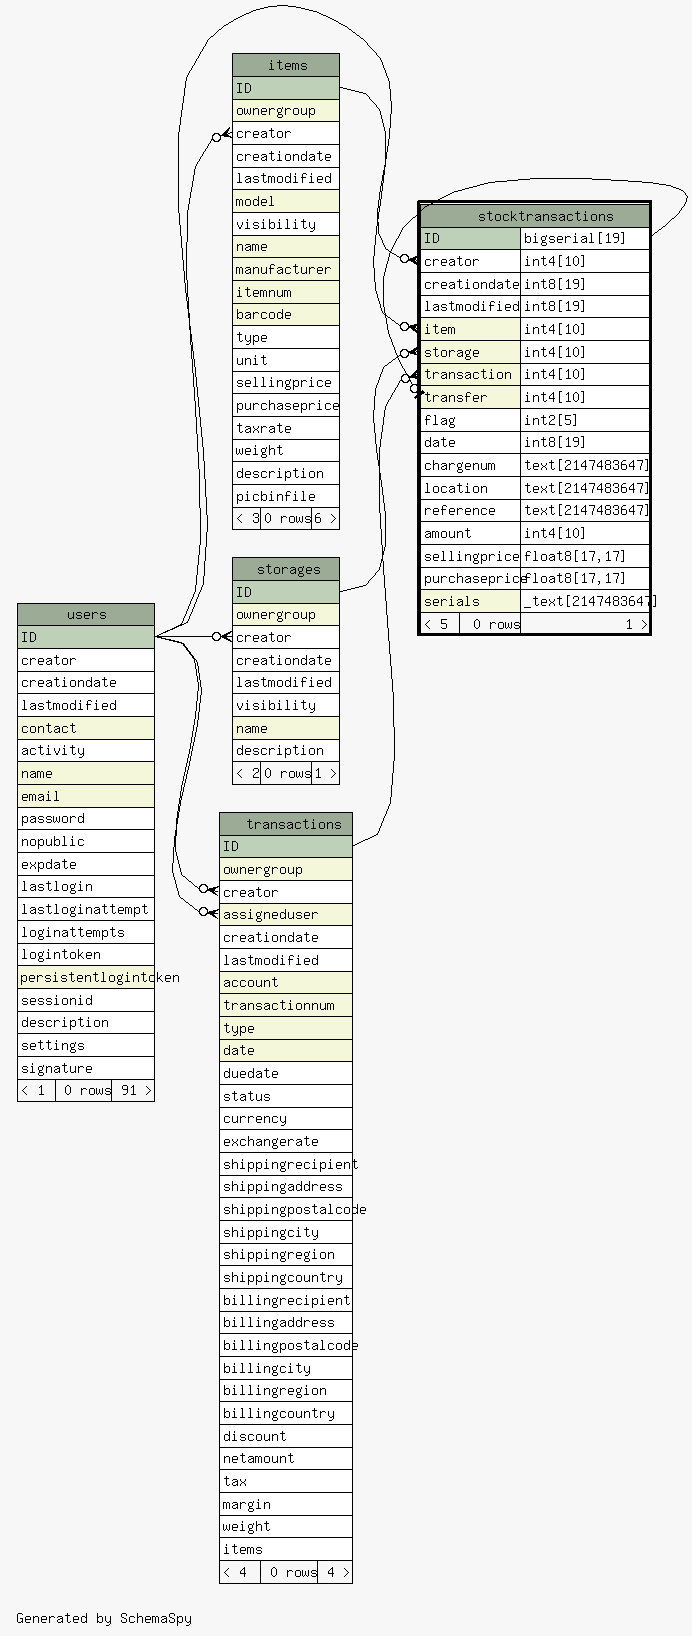 items
ID
ownergroup
creator
creationdate
lastmodified
model
visibility
name
manufacturer
itemnum
barcode
type
unit
sellingprice
purchaseprice
taxrate
weight
description
picbinfile
< 3 0 rows 6 >
stocktransactions
ID bigserial[19]
creator int4[10]
creationdate int8[19]
lastmodified int8[19]
item int4[10]
storage int4[10]
transaction int4[10]
transfer int4[10]
flag int2[5]
date int8[19]
chargenum text[2147483647]
location text[2147483647]
reference text[2147483647]
amount int4[10]
sellingprice float8[17,17]
purchaseprice float8[17,17]
serials _text[2147483647]
< 5 0 rows 1 >
storages
ID
ownergroup
creator
creationdate
lastmodified
visibility
name
description
< 2 0 rows 1 >
users
ID
creator
creationdate
lastmodified
contact
activity
name
email
password
nopublic
expdate
lastlogin
lastloginattempt
loginattempts
logintoken
persistentlogintoken
sessionid
description
settings
signature
< 1 0 rows 91 >
transactions
ID
ownergroup
creator
assigneduser
creationdate
lastmodified
account
transactionnum
type
date
duedate
status
currency
exchangerate
shippingrecipient
shippingaddress
shippingpostalcode
shippingcity
shippingregion
shippingcountry
billingrecipient
billingaddress
billingpostalcode
billingcity
billingregion
billingcountry
discount
netamount
tax
margin
weight
items
< 4 0 rows 4 >
Generated by SchemaSpy